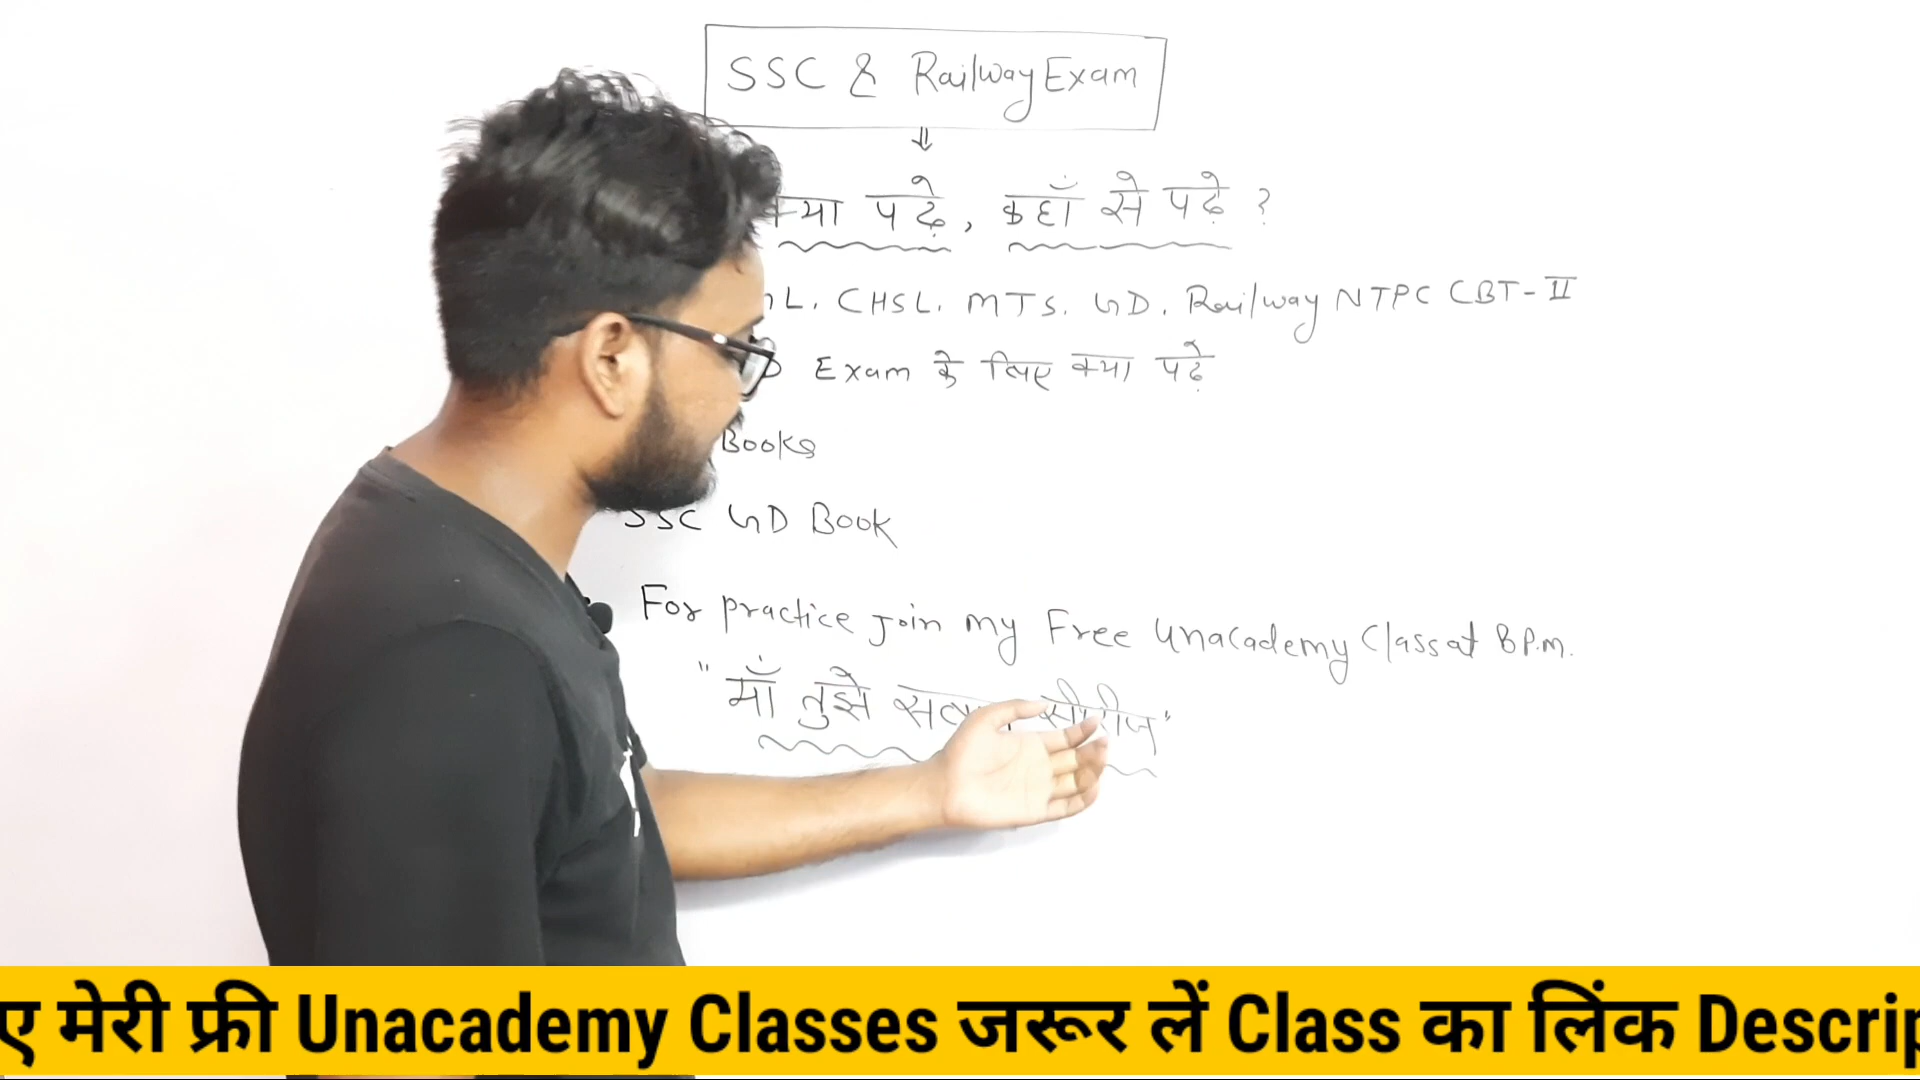 SSC & Railway Exam
⇓
क्या पढ़े, कहाँ से पढ़े ?
L. CHSL. MTS. GD. Railway NTPC CBT-II
D Exam के लिए क्या पढ़े
Books
SSC GD Book
For practice Join my Free Unacademy Class at 8 P.M.
"माँ तुझे सीरीज"
ए मेरी फ्री Unacademy Classes जरूर लें Class का लिंक Descrip